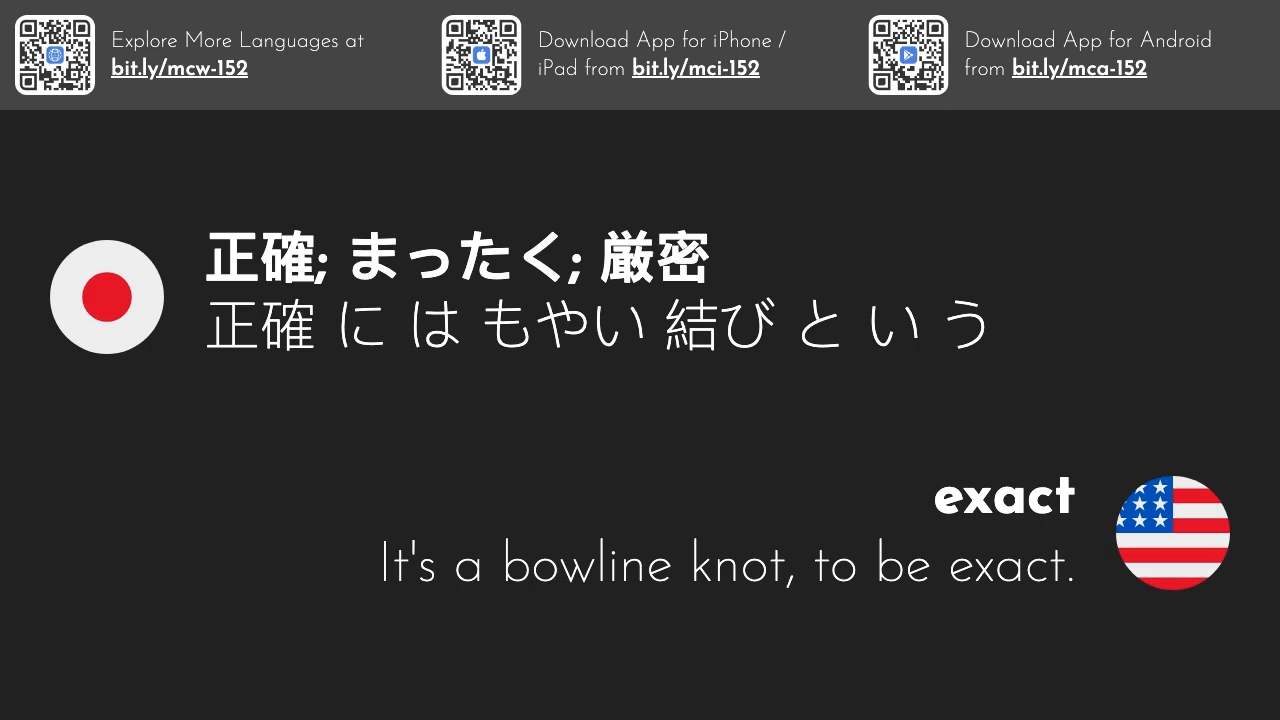 Explore More Languages at
bit.ly/mcw-152
Download App for iPhone /
iPad from bit.ly/mci-152
Download App for Android
from bit.ly/mca-152
正確; まったく; 厳密
正確 に は もやい 結び と い う
exact
It's a bowline knot, to be exact.